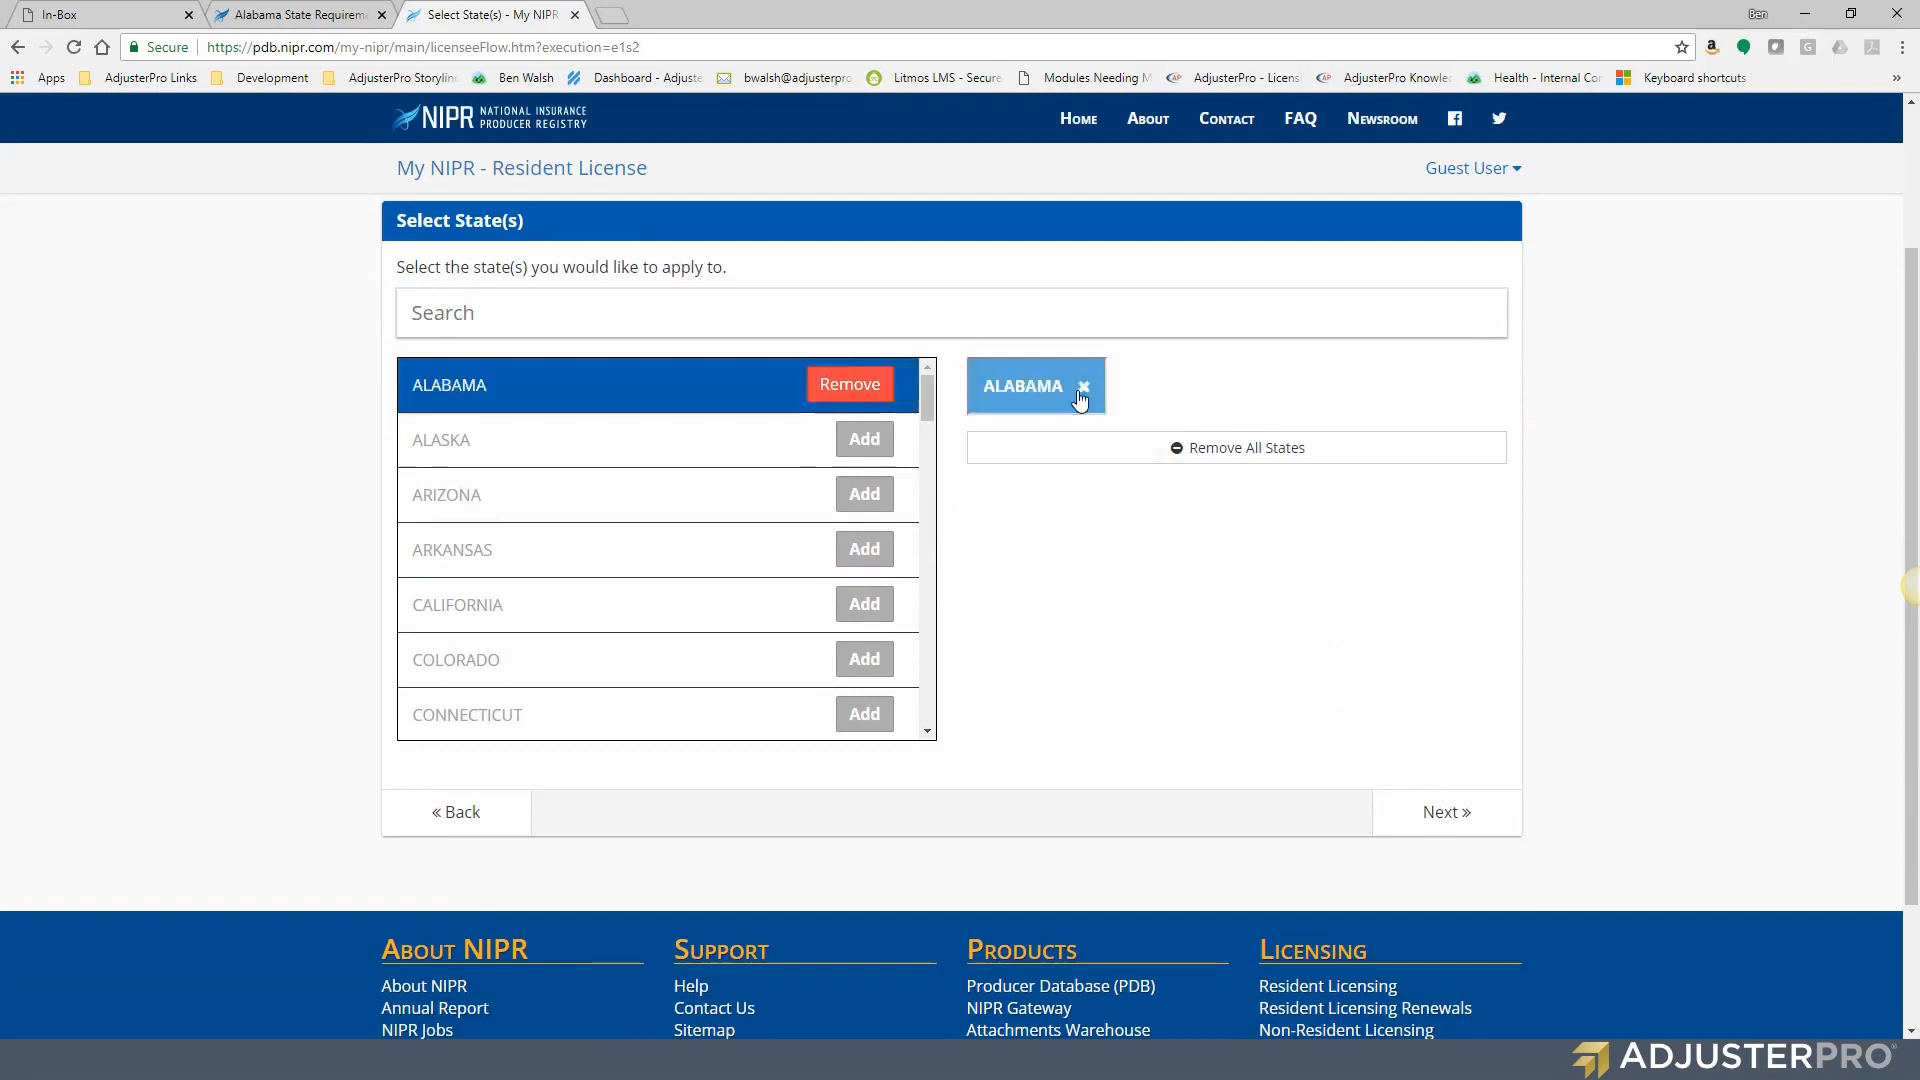 In-Box
Alabama State Requirem
Select State(s) - My NIPR
Ben
Secure
https://pdb.nipr.com/my-nipr/main/licenseeFlow.htm?execution=e1s2
Apps
AdjusterPro Links
Development
AdjusterPro Storylin
Ben Walsh
Dashboard - Adjuste
bwalsh@adjusterpro
Litmos LMS - Secure
Modules Needing M
AdjusterPro - Licens
AdjusterPro Knowle
Health - Internal Cor
Keyboard shortcuts
NIPR NATIONAL INSURANCE PRODUCER REGISTRY
Home
About
Contact
FAQ
Newsroom
My NIPR - Resident License
Guest User
Select State(s)
Select the state(s) you would like to apply to.
Search
ALABAMA Remove
ALABAMA
ALASKA Add
Remove All States
ARIZONA Add
ARKANSAS Add
CALIFORNIA Add
COLORADO Add
CONNECTICUT Add
« Back
Next »
About NIPR
Support
Products
Licensing
About NIPR
Help
Producer Database (PDB)
Resident Licensing
Annual Report
Contact Us
NIPR Gateway
Resident Licensing Renewals
NIPR Jobs
Sitemap
Attachments Warehouse
Non-Resident Licensing
ADJUSTERPRO